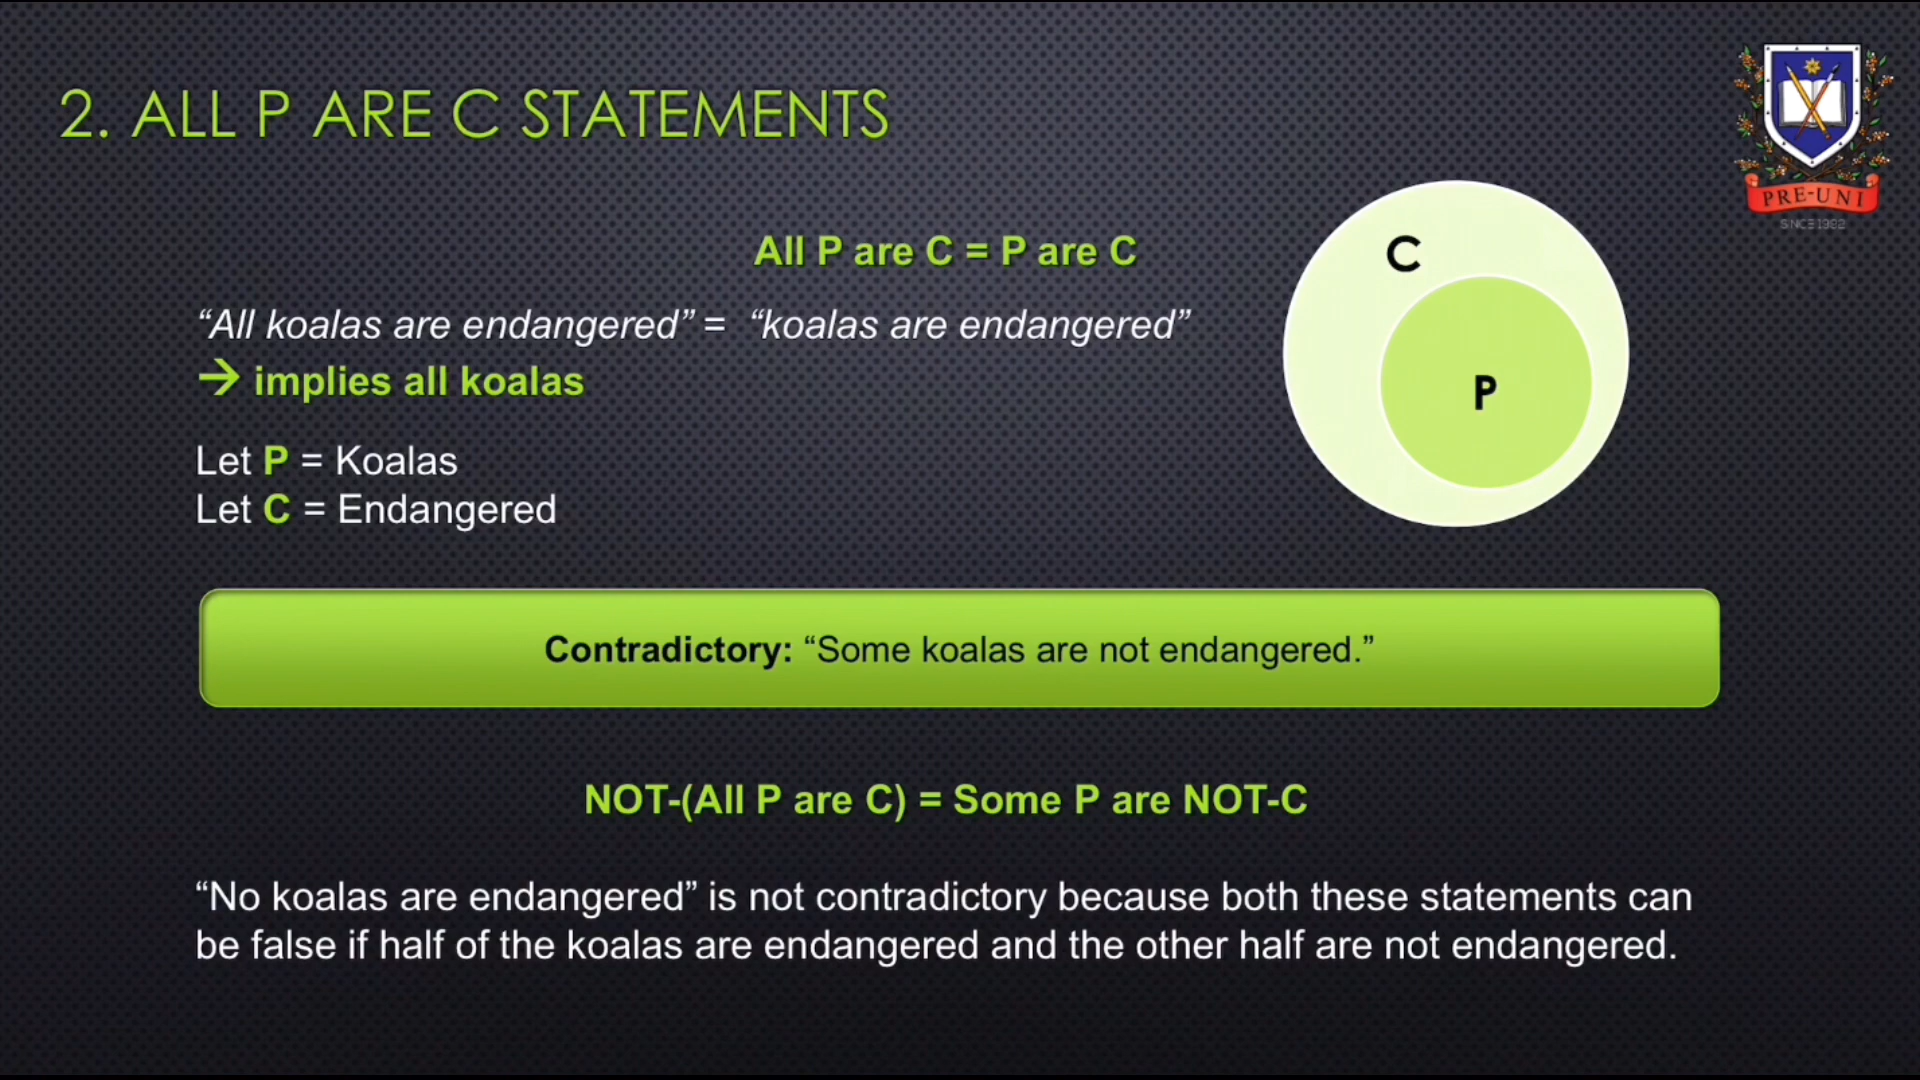 2. ALL P ARE C STATEMENTS
PRE-UNI
SINCE 1992
All P are C = P are C
“All koalas are endangered” = “koalas are endangered”
→ implies all koalas
Let P = Koalas
Let C = Endangered
C
P
Contradictory: “Some koalas are not endangered.”
NOT-(All P are C) = Some P are NOT-C
“No koalas are endangered” is not contradictory because both these statements can
be false if half of the koalas are endangered and the other half are not endangered.